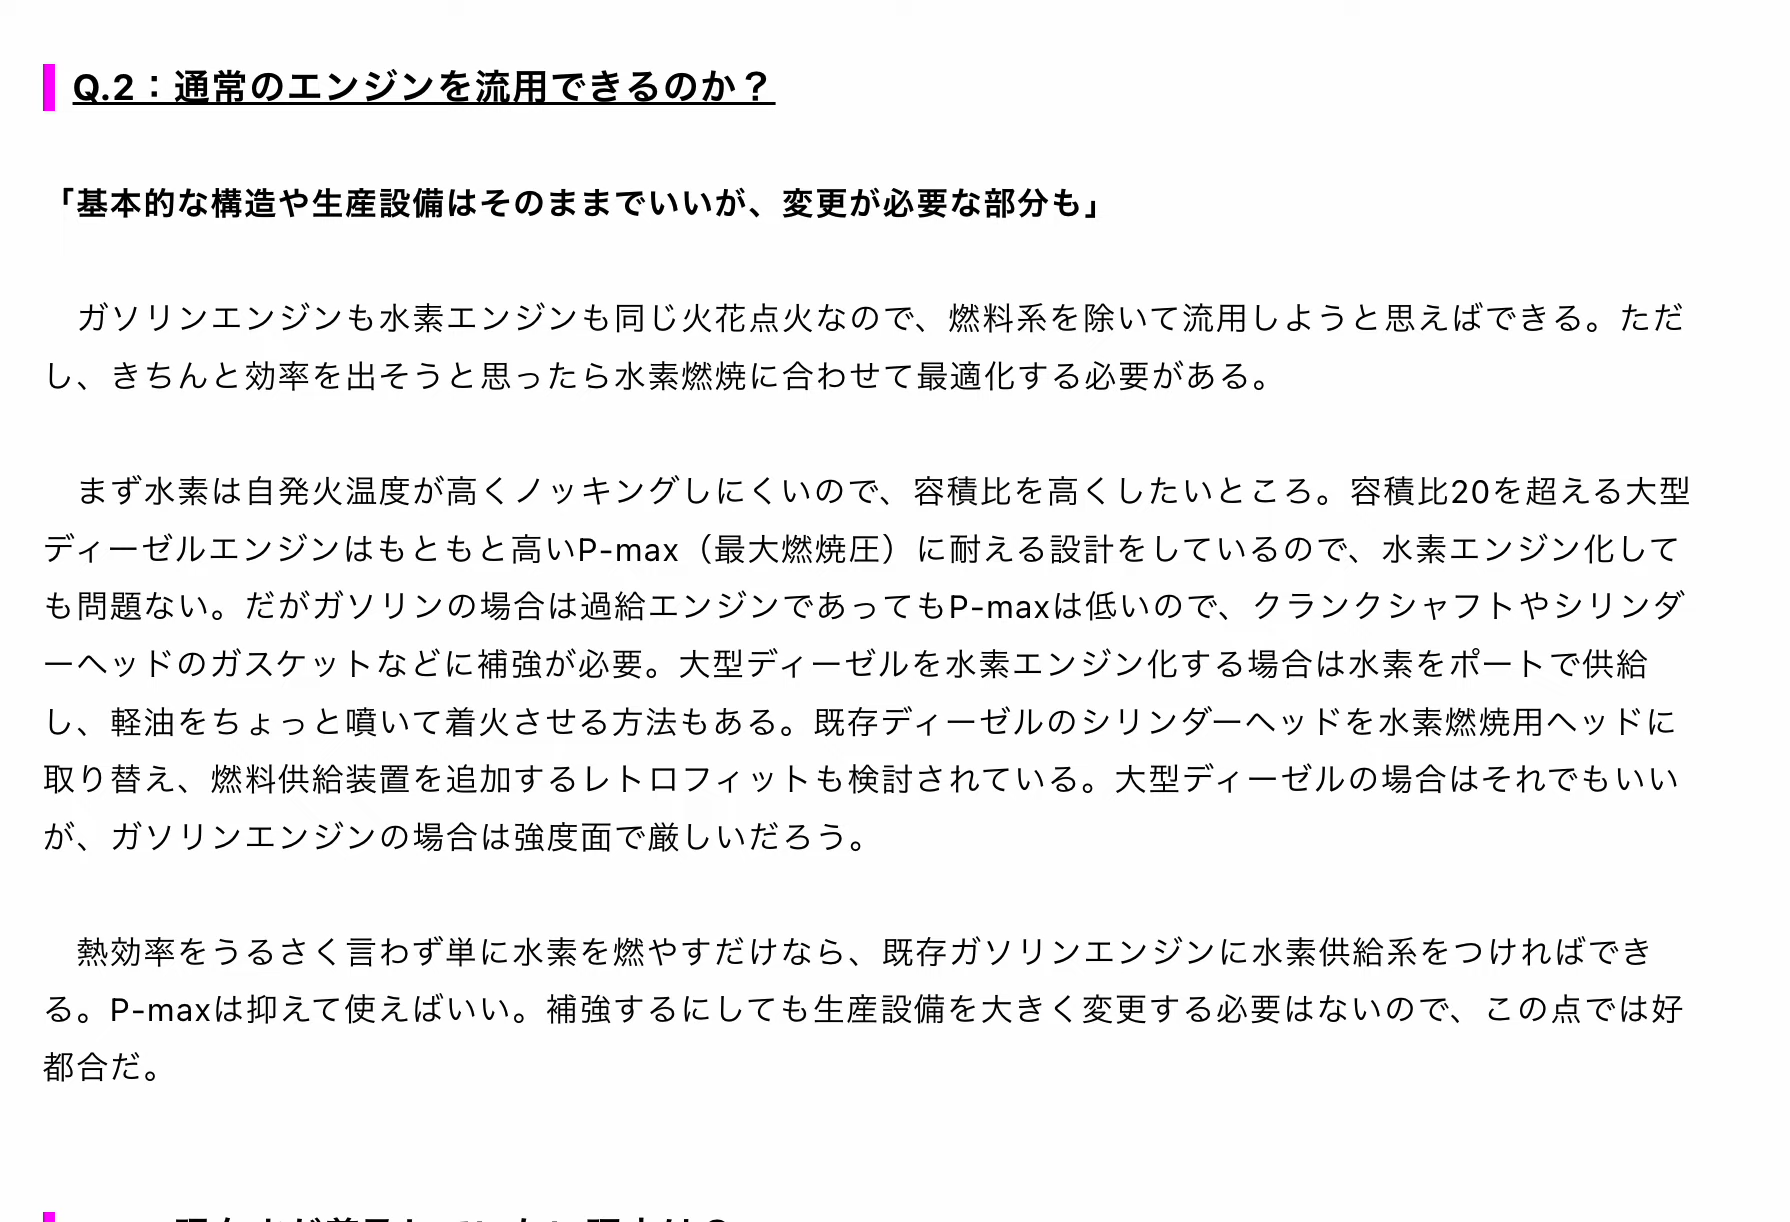 Q.2：通常のエンジンを流用できるのか？
「基本的な構造や生産設備はそのままでいいが、変更が必要な部分も」
ガソリンエンジンも水素エンジンも同じ火花点火なので、燃料系を除いて流用しようと思えばできる。ただ
し、きちんと効率を出そうと思ったら水素燃焼に合わせて最適化する必要がある。
まず水素は自発火温度が高くノッキングしにくいので、容積比を高くしたいところ。容積比20を超える大型
ディーゼルエンジンはもともと高いP-max（最大燃焼圧）に耐える設計をしているので、水素エンジン化して
も問題ない。だがガソリンの場合は過給エンジンであってもP-maxは低いので、クランクシャフトやシリンダ
ーヘッドのガスケットなどに補強が必要。大型ディーゼルを水素エンジン化する場合は水素をポートで供給
し、軽油をちょっと噴いて着火させる方法もある。既存ディーゼルのシリンダーヘッドを水素燃焼用ヘッドに
取り替え、燃料供給装置を追加するレトロフィットも検討されている。大型ディーゼルの場合はそれでもいい
が、ガソリンエンジンの場合は強度面で厳しいだろう。
熱効率をうるさく言わず単に水素を燃やすだけなら、既存ガソリンエンジンに水素供給系をつければでき
る。P-maxは抑えて使えばいい。補強するにしても生産設備を大きく変更する必要はないので、この点では好
都合だ。